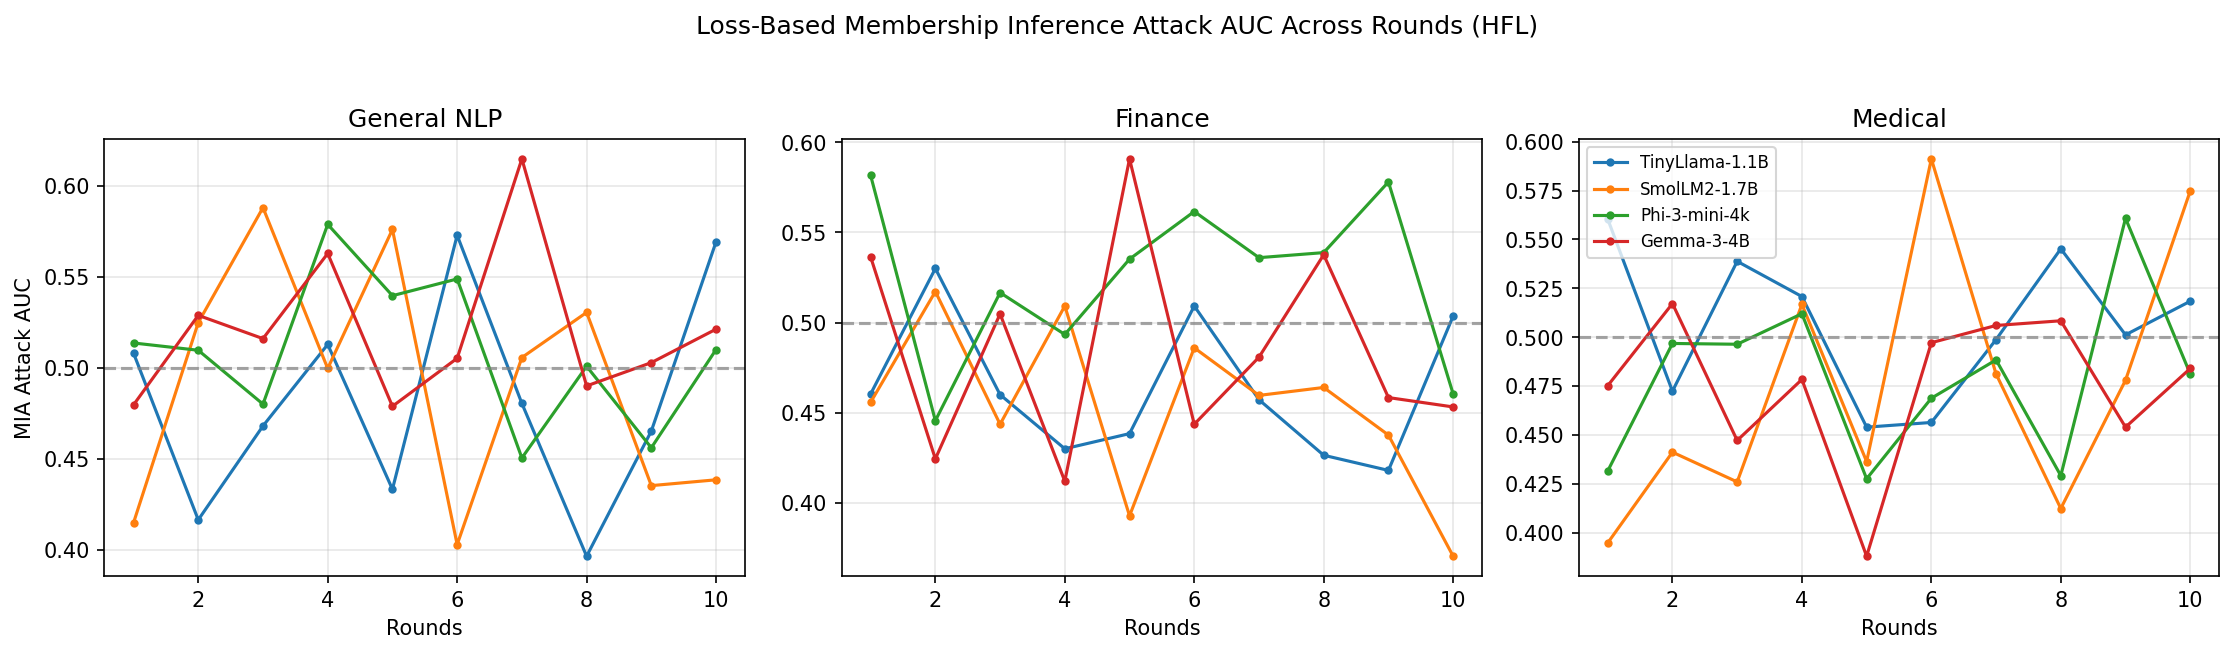 Loss-Based Membership Inference Attack AUC Across Rounds (HFL)
General NLP
Finance
Medical
MIA Attack AUC
0.60
0.55
0.50
0.45
0.40
2 4 6 8 10
Rounds
0.60
0.55
0.50
0.45
0.40
2 4 6 8 10
Rounds
0.600
0.575
0.550
0.525
0.500
0.475
0.450
0.425
0.400
TinyLlama-1.1B
SmolLM2-1.7B
Phi-3-mini-4k
Gemma-3-4B
2 4 6 8 10
Rounds